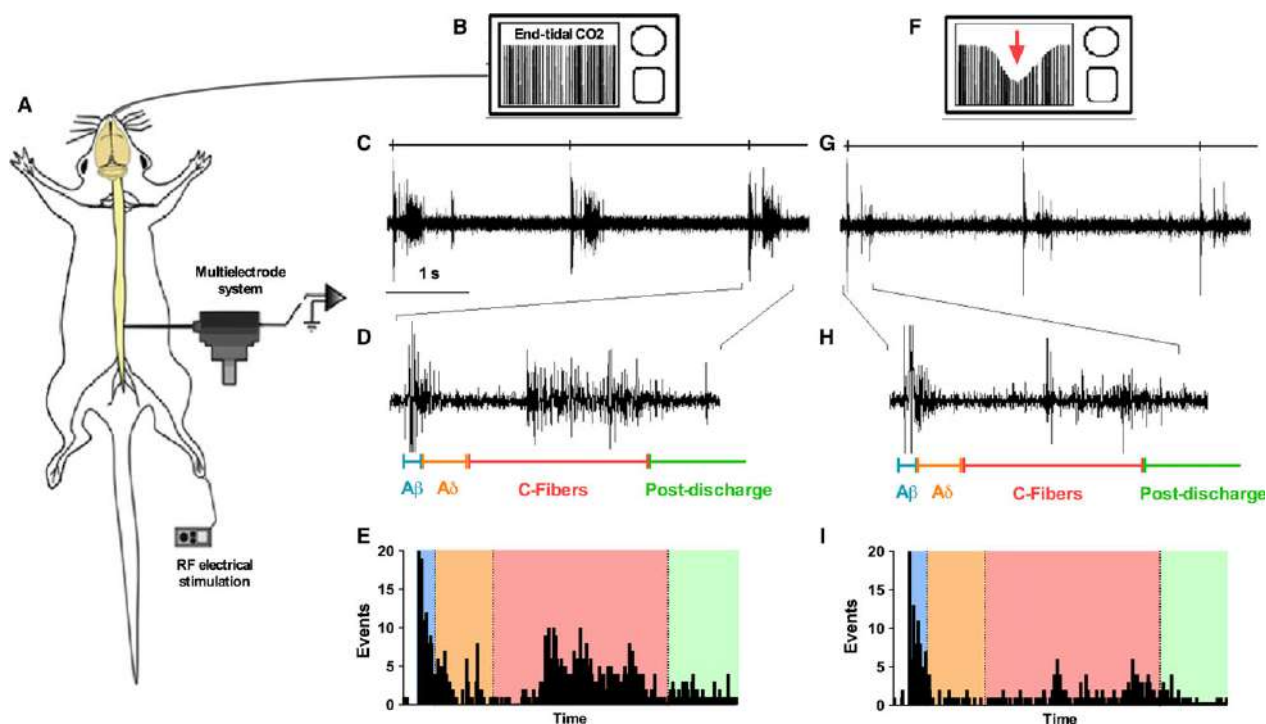 B
End-tidal CO2
F
A
C
G
1 s
Multielectrode
system
D
H
Aβ Aδ C-Fibers Post-discharge
Aβ Aδ C-Fibers Post-discharge
RF electrical
stimulation
E
20
15
10
5
0
Events
Time
I
20
15
10
5
0
Events
Time